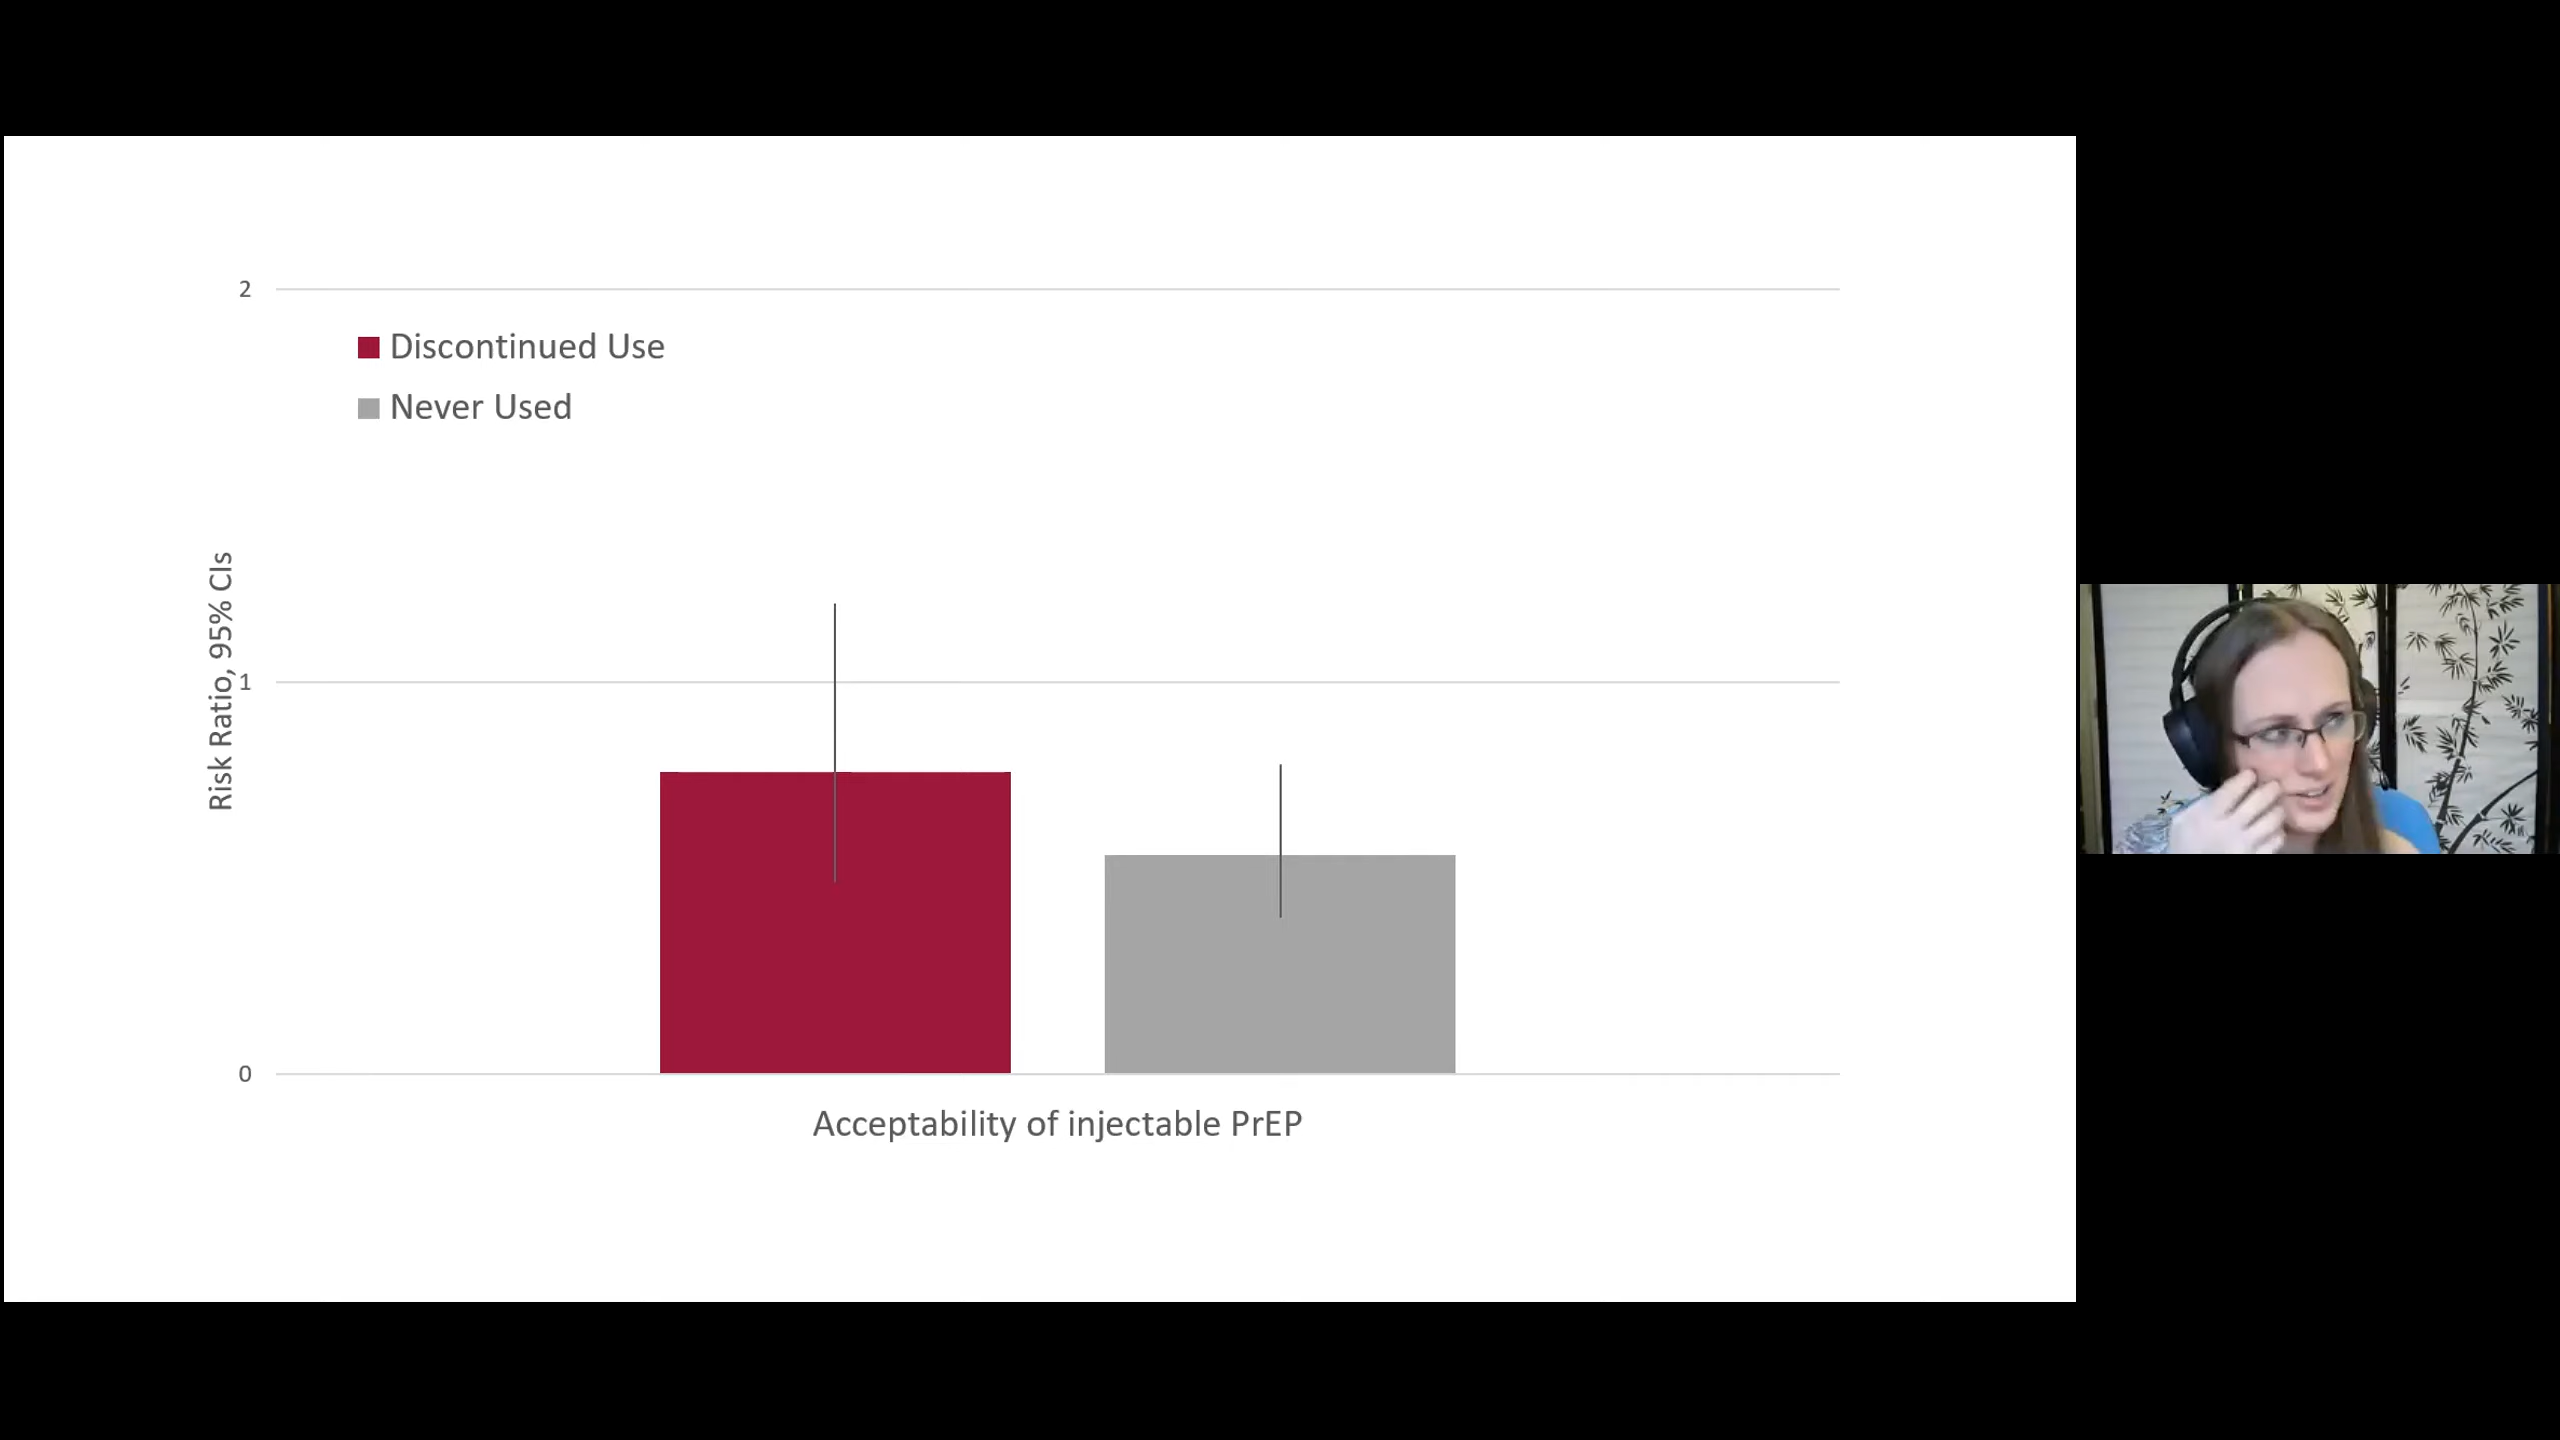 2
Discontinued Use
Never Used
Risk Ratio, 95% CIs
1
0
Acceptability of injectable PrEP